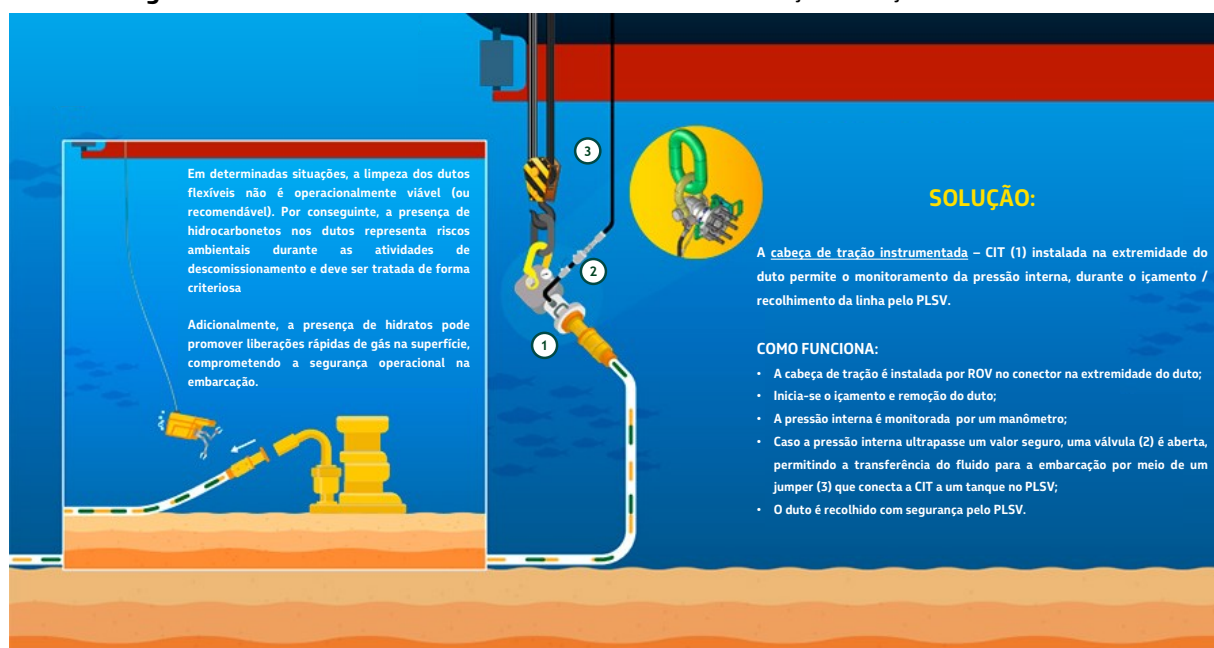 Em determinadas situações, a limpeza dos dutos
flexíveis não é operacionalmente viável (ou
recomendável). Por conseguinte, a presença de
hidrocarbonetos nos dutos representa riscos
ambientais durante as atividades de
descomissionamento e deve ser tratada de forma
criteriosa
Adicionalmente, a presença de hidratos pode
promover liberações rápidas de gás na superfície,
comprometendo a segurança operacional na
embarcação.
3
2
1
SOLUÇÃO:
A cabeça de tração instrumentada – CIT (1) instalada na extremidade do
duto permite o monitoramento da pressão interna, durante o içamento /
recolhimento da linha pelo PLSV.
COMO FUNCIONA:
• A cabeça de tração é instalada por ROV no conector na extremidade do duto;
• Inicia-se o içamento e remoção do duto;
• A pressão interna é monitorada por um manômetro;
• Caso a pressão interna ultrapasse um valor seguro, uma válvula (2) é aberta,
permitindo a transferência do fluido para a embarcação por meio de um
jumper (3) que conecta a CIT a um tanque no PLSV;
• O duto é recolhido com segurança pelo PLSV.